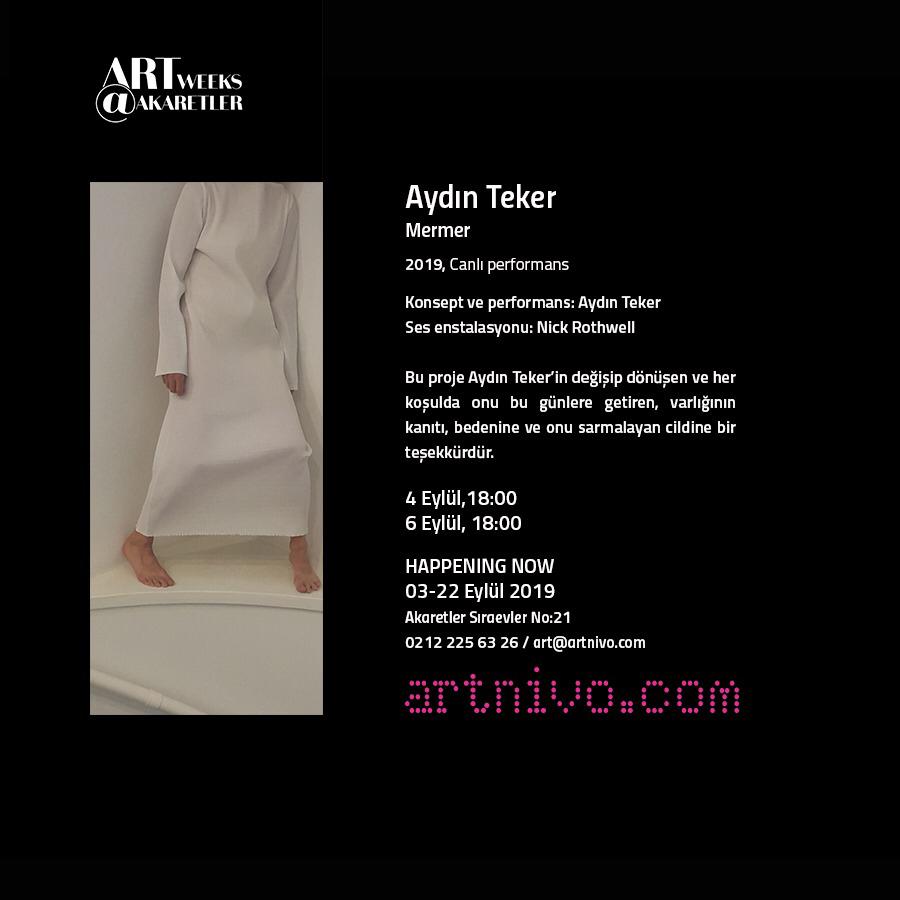 ARTWEEKS
@AKARETLER
Aydın Teker
Mermer
2019, Canlı performans
Konsept ve performans: Aydın Teker
Ses enstalasyonu: Nick Rothwell
Bu proje Aydın Teker’in değişip dönüşen ve her
koşulda onu bu günlere getiren, varlığının
kanıtı, bedenine ve onu sarmalayan cildine bir
teşekkürdür.
4 Eylül,18:00
6 Eylül, 18:00
HAPPENING NOW
03-22 Eylül 2019
Akaretler Sıraevler No:21
0212 225 63 26 / art@artnivo.com
artnivo.com